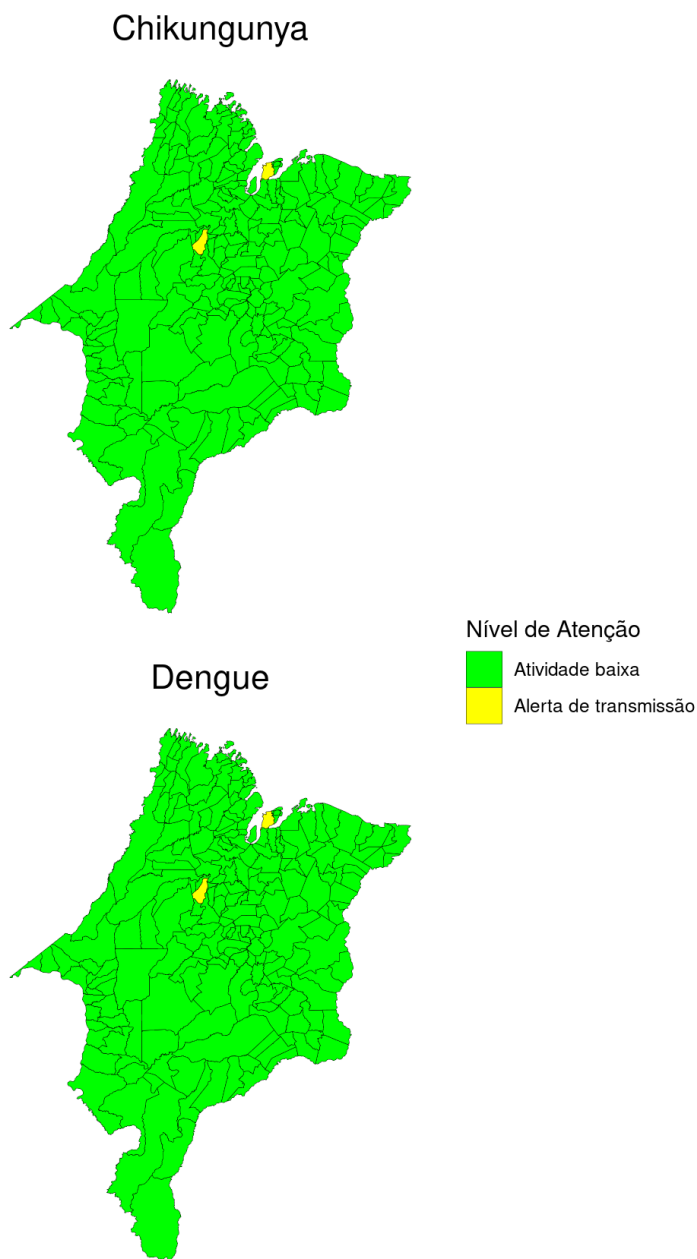 Chikungunya
Nível de Atenção
Atividade baixa
Alerta de transmissão
Dengue